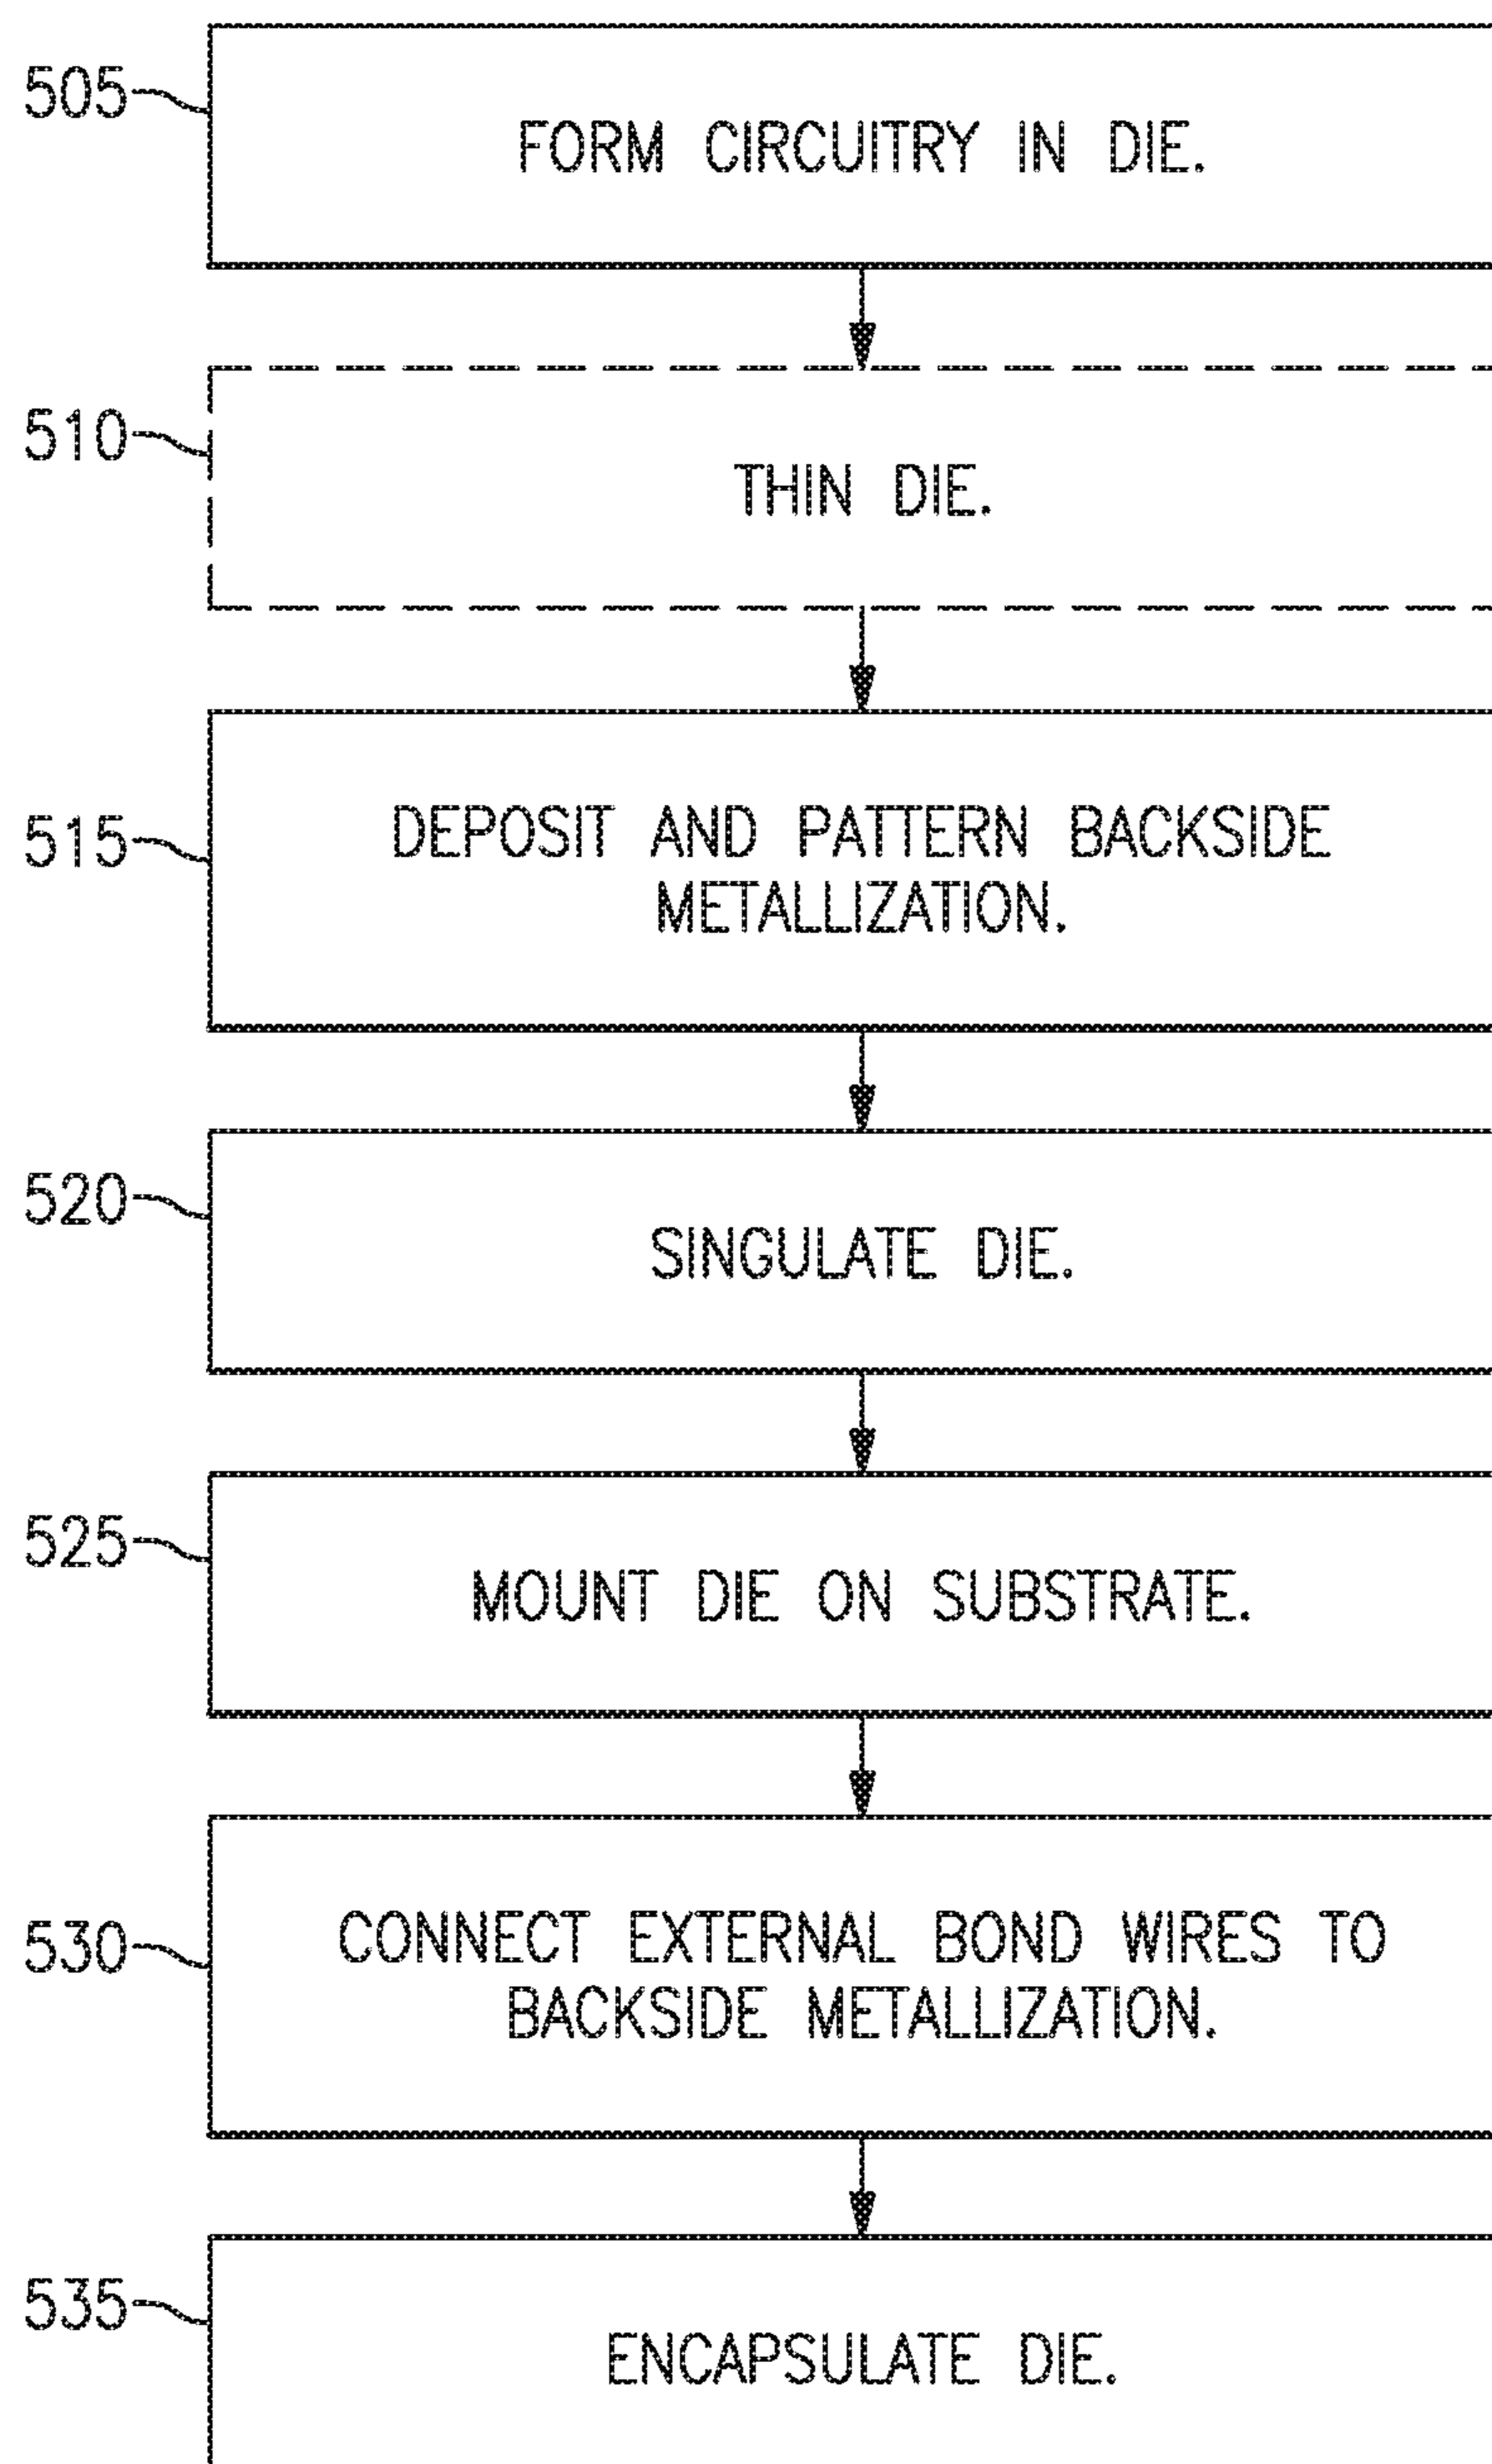 505
FORM CIRCUITRY IN DIE.
510
THIN DIE.
515
DEPOSIT AND PATTERN BACKSIDE
METALLIZATION.
520
SINGULATE DIE.
525
MOUNT DIE ON SUBSTRATE.
530
CONNECT EXTERNAL BOND WIRES TO
BACKSIDE METALLIZATION.
535
ENCAPSULATE DIE.